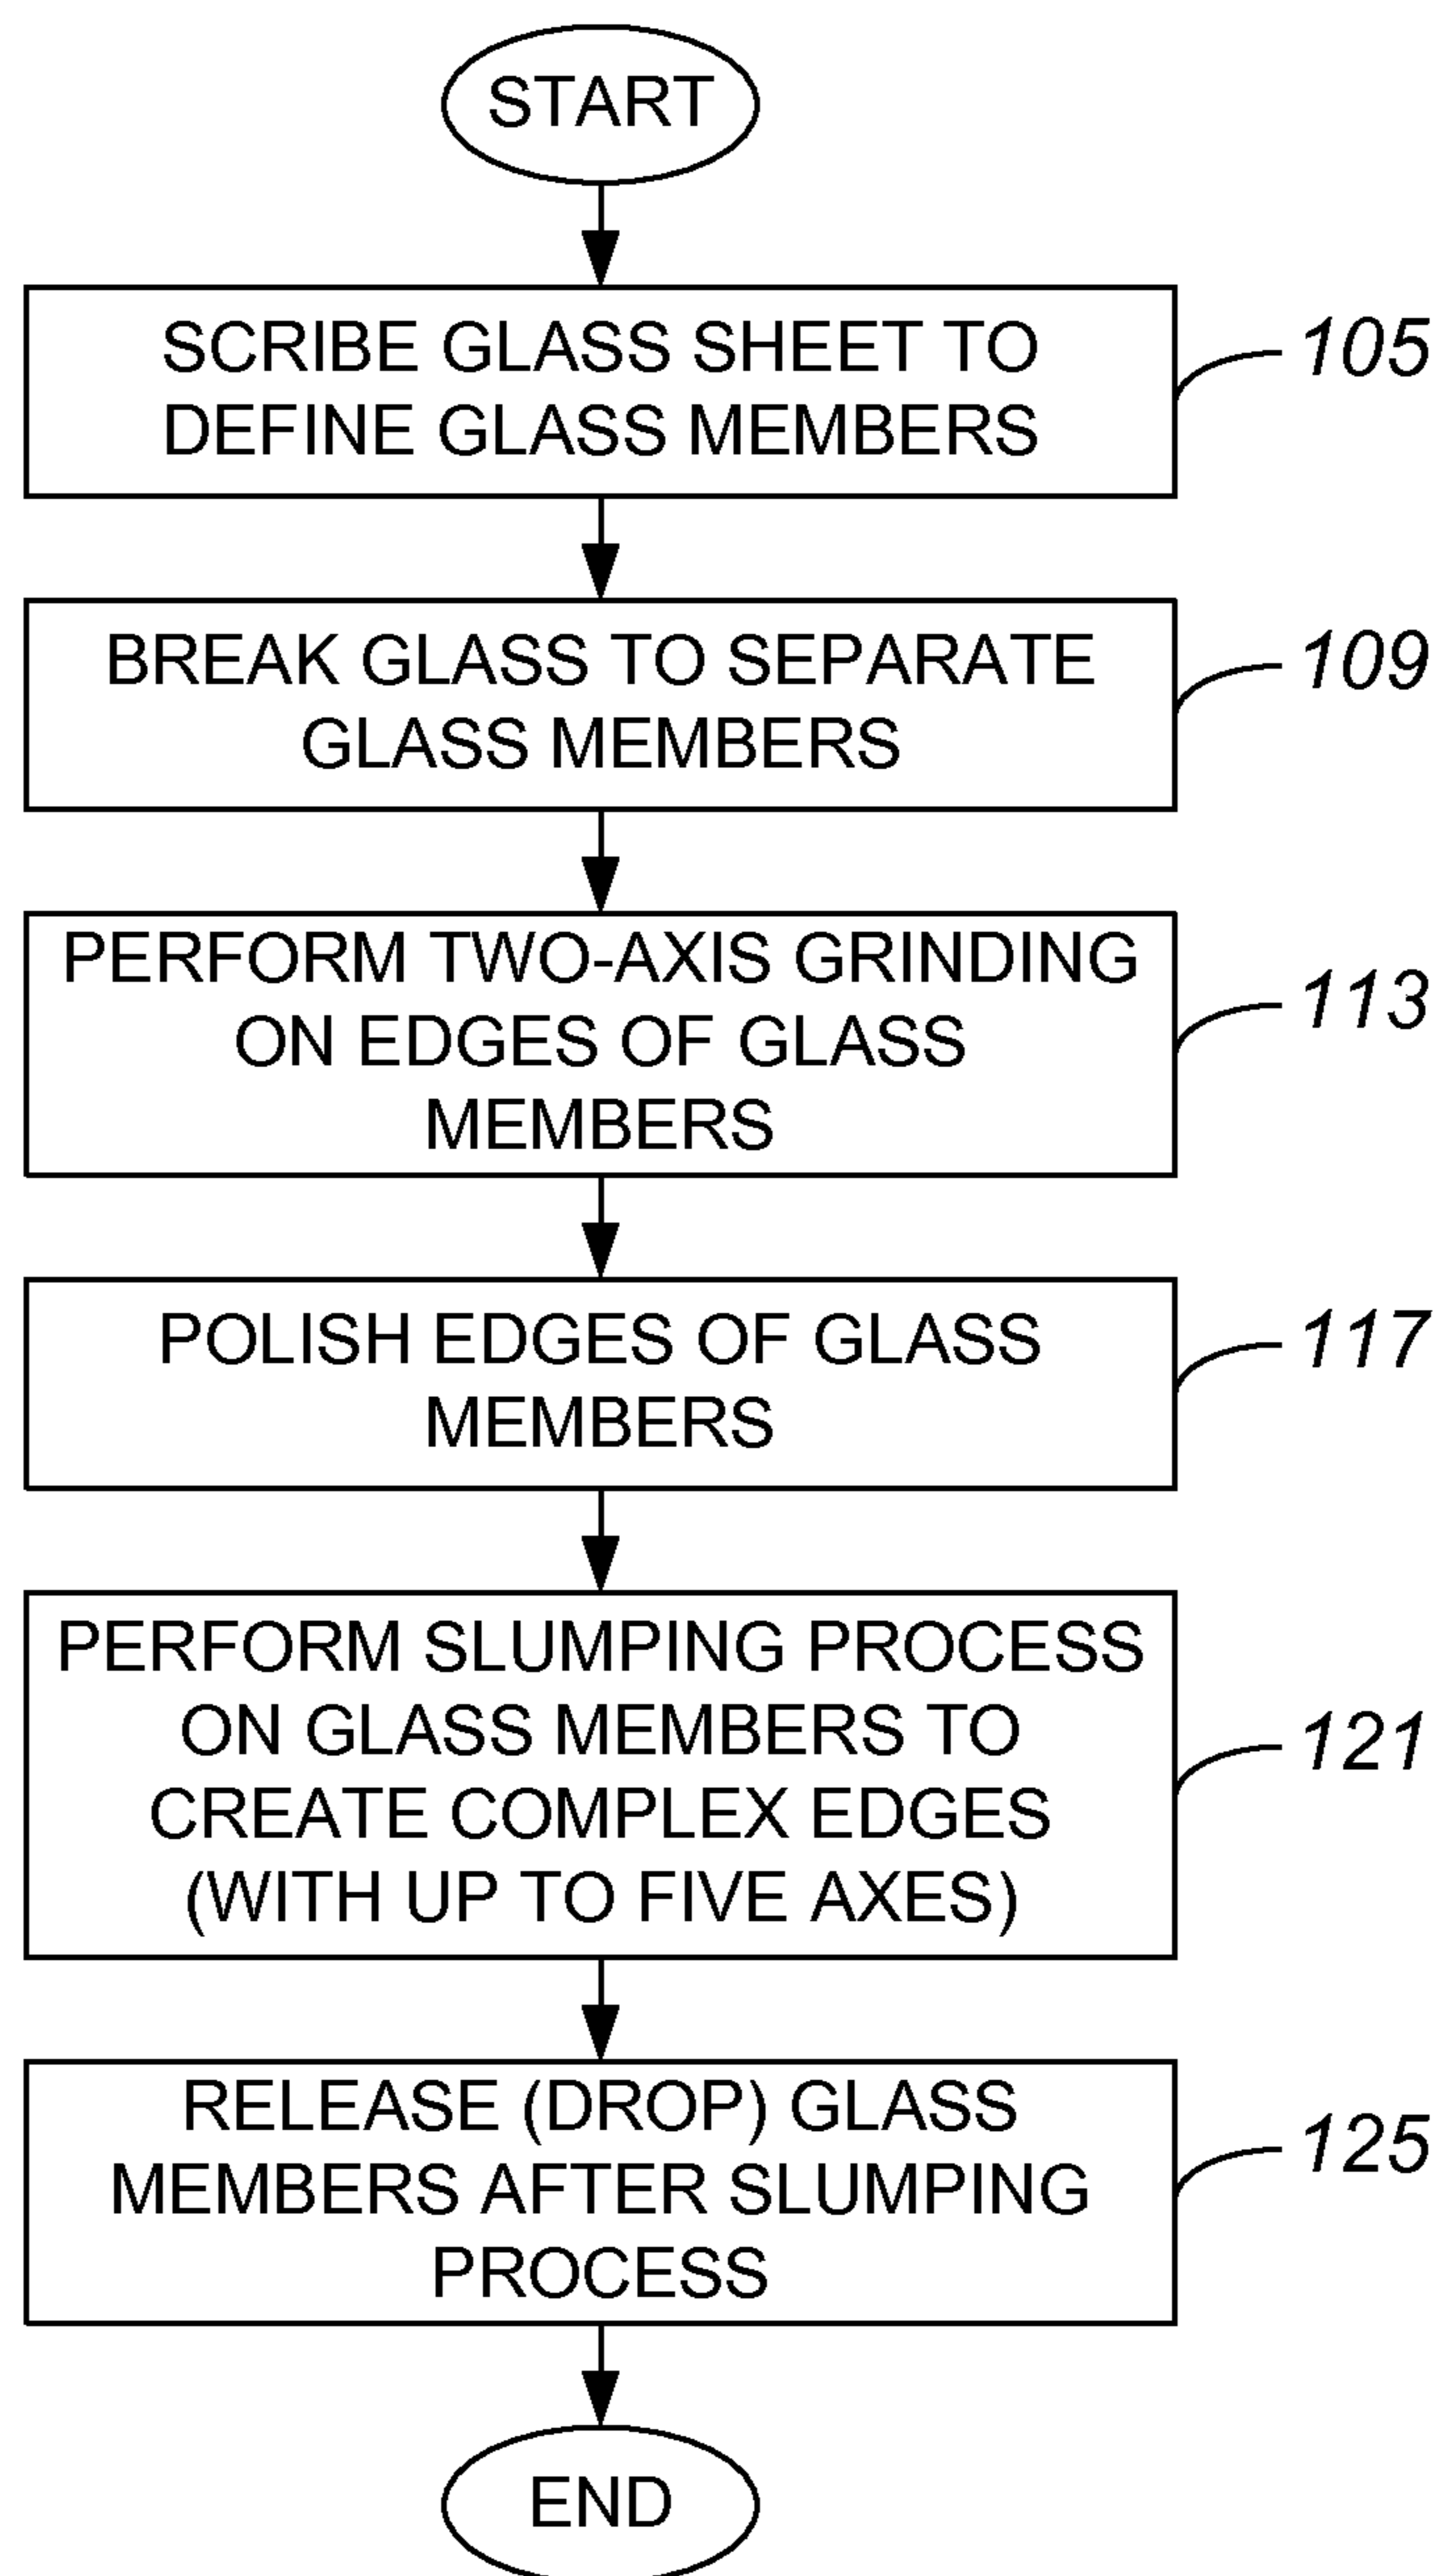 START
SCRIBE GLASS SHEET TO
DEFINE GLASS MEMBERS
105
BREAK GLASS TO SEPARATE
GLASS MEMBERS
109
PERFORM TWO-AXIS GRINDING
ON EDGES OF GLASS
MEMBERS
113
POLISH EDGES OF GLASS
MEMBERS
117
PERFORM SLUMPING PROCESS
ON GLASS MEMBERS TO
CREATE COMPLEX EDGES
(WITH UP TO FIVE AXES)
121
RELEASE (DROP) GLASS
MEMBERS AFTER SLUMPING
PROCESS
125
END